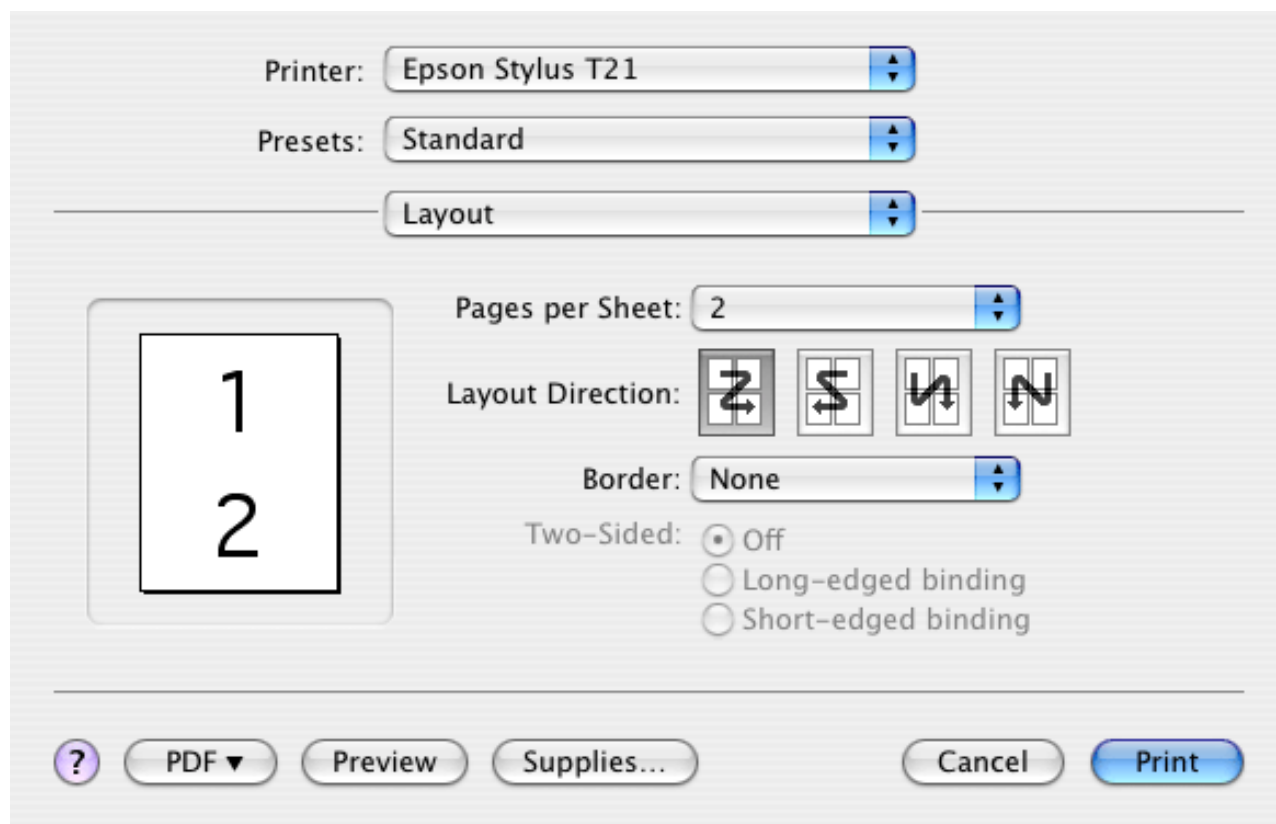 Printer: Epson Stylus T21
Presets: Standard
Layout
Pages per Sheet: 2
1
2
Layout Direction:
Border: None
Two-Sided: Off
Long-edged binding
Short-edged binding
? PDF▼ Preview Supplies... Cancel Print